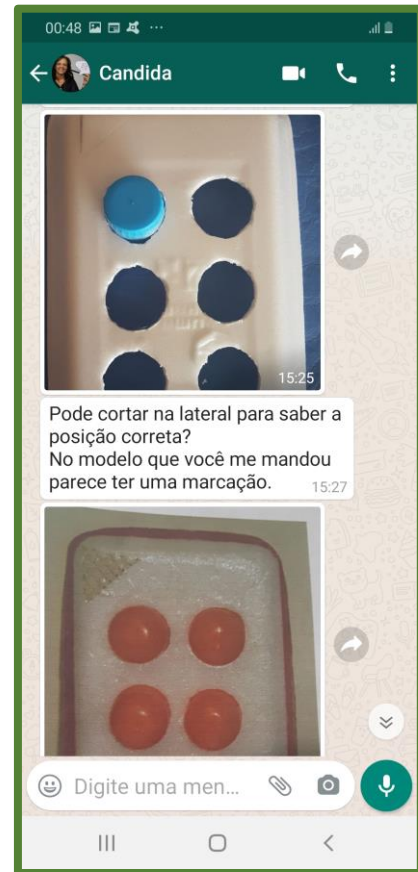 00:48
Candida
15:25
Pode cortar na lateral para saber a
posição correta?
No modelo que você me mandou
parece ter uma marcação.
15:27
Digite uma men...